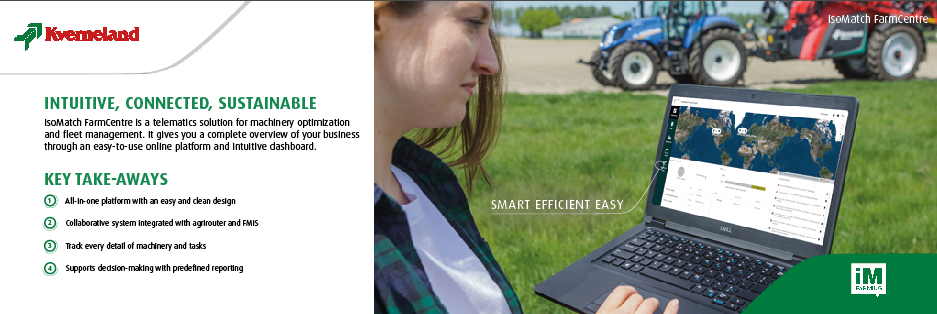 Kverneland
IsoMatch FarmCentre
INTUITIVE, CONNECTED, SUSTAINABLE
IsoMatch FarmCentre is a telematics solution for machinery optimization
and fleet management. It gives you a complete overview of your business
through an easy-to-use online platform and intuitive dashboard.
KEY TAKE-AWAYS
1 All-in-one platform with an easy and clean design
2 Collaborative system integrated with agrirouter and FMIS
3 Track every detail of machinery and tasks
4 Supports decision-making with predefined reporting
SMART EFFICIENT EASY
DELL
iM
FARMING